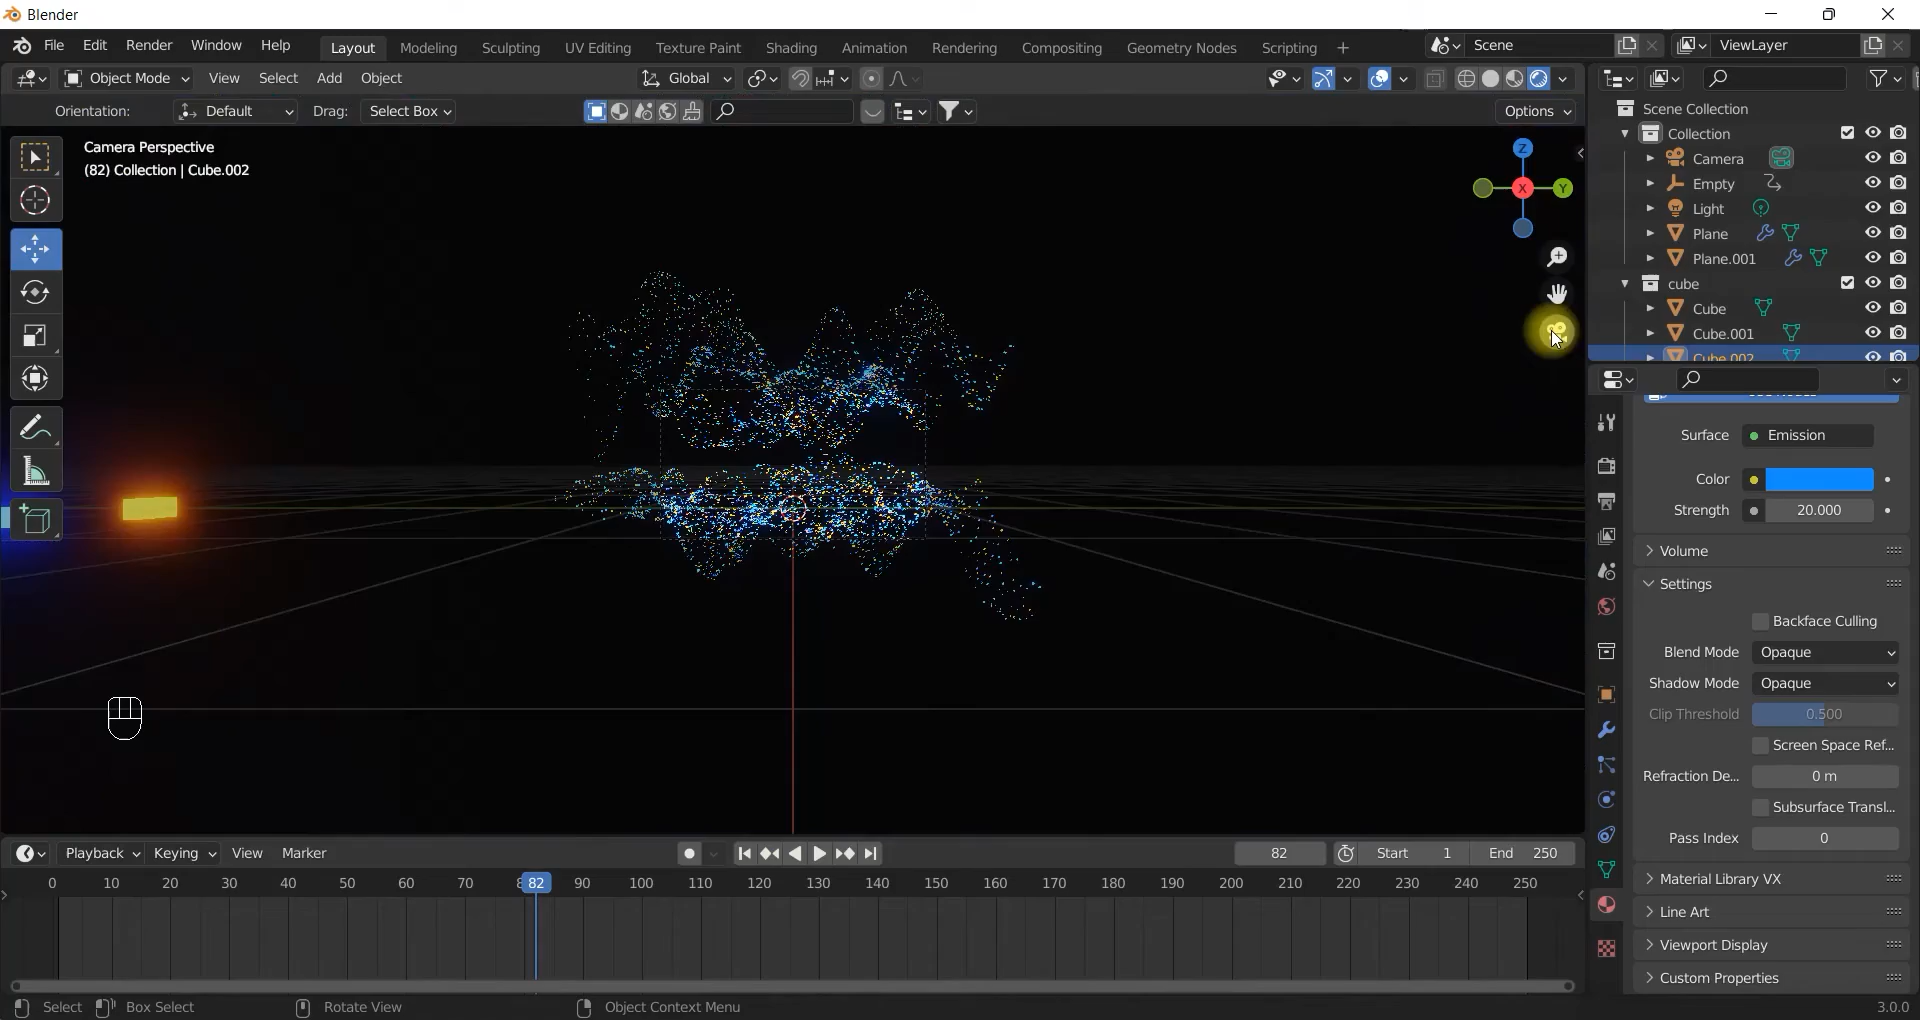 Blender
File Edit Render Window Help Layout Modeling Sculpting UV Editing Texture Paint Shading Animation Rendering Compositing Geometry Nodes Scripting + Scene ViewLayer
Object Mode View Select Add Object Global
Orientation: Default Drag: Select Box Options
Camera Perspective
(82) Collection | Cube.002
Z
X
Y
Scene Collection
Collection
Camera
Empty
Light
Plane
Plane.001
cube
Cube
Cube.001
Cube.002
Surface Emission
Color
Strength 20.000
Volume
Settings
Backface Culling
Blend Mode Opaque
Shadow Mode Opaque
Clip Threshold 0.500
Screen Space Ref...
Refraction De... 0 m
Subsurface Transl...
Pass Index 0
Material Library VX
Line Art
Viewport Display
Custom Properties
Playback Keying View Marker 82 Start 1 End 250
0 10 20 30 40 50 60 70 8 82 90 100 110 120 130 140 150 160 170 180 190 200 210 220 230 240 250
Select Box Select Rotate View Object Context Menu 3.0.0